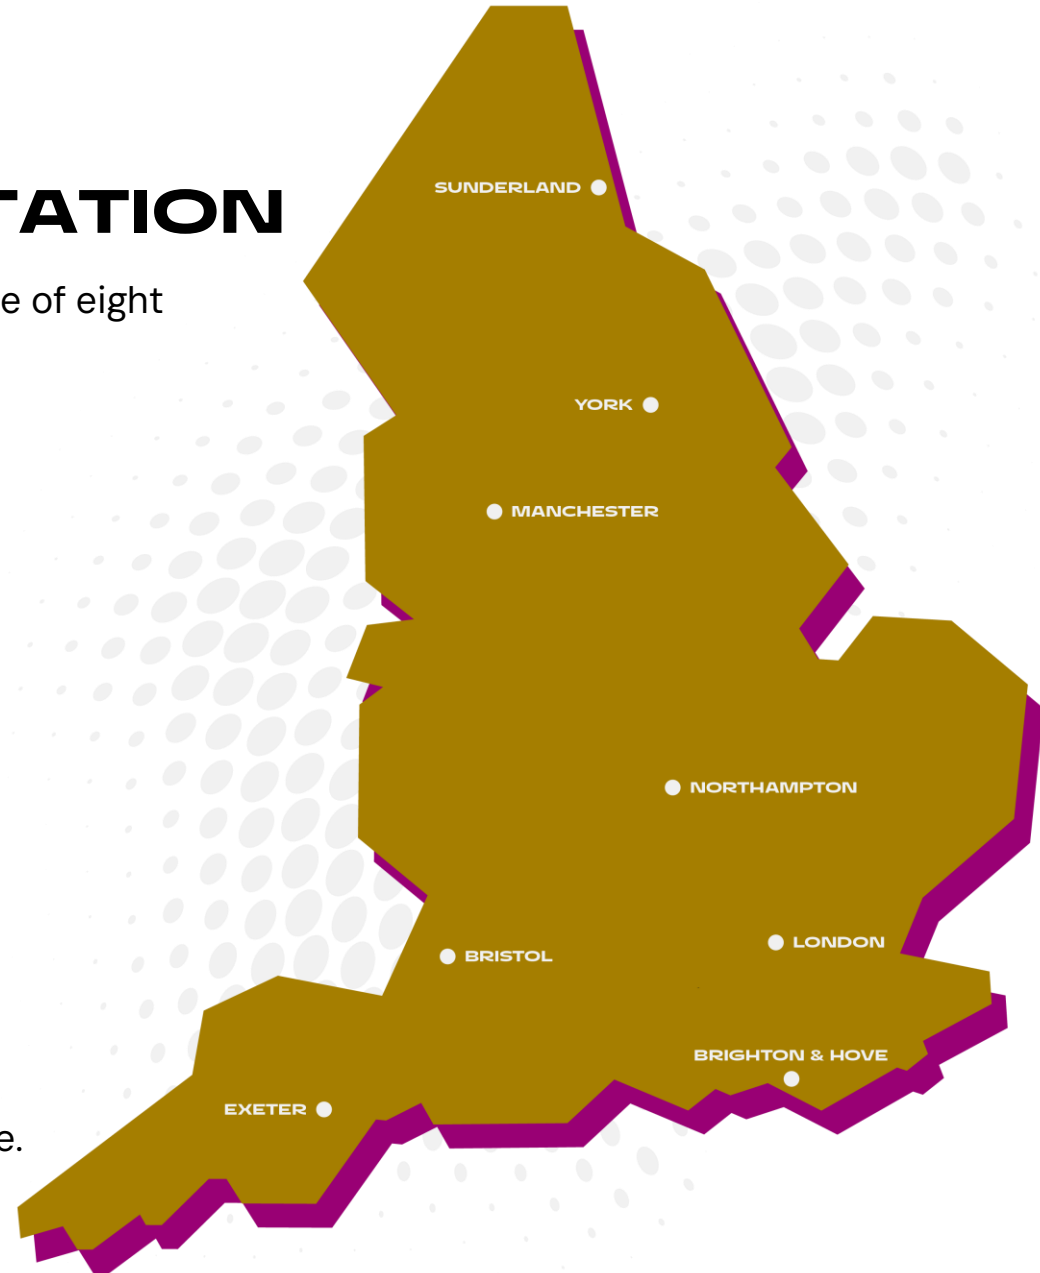 TATION
e of eight
SUNDERLAND
YORK
MANCHESTER
NORTHAMPTON
LONDON
BRISTOL
BRIGHTON & HOVE
EXETER
e.